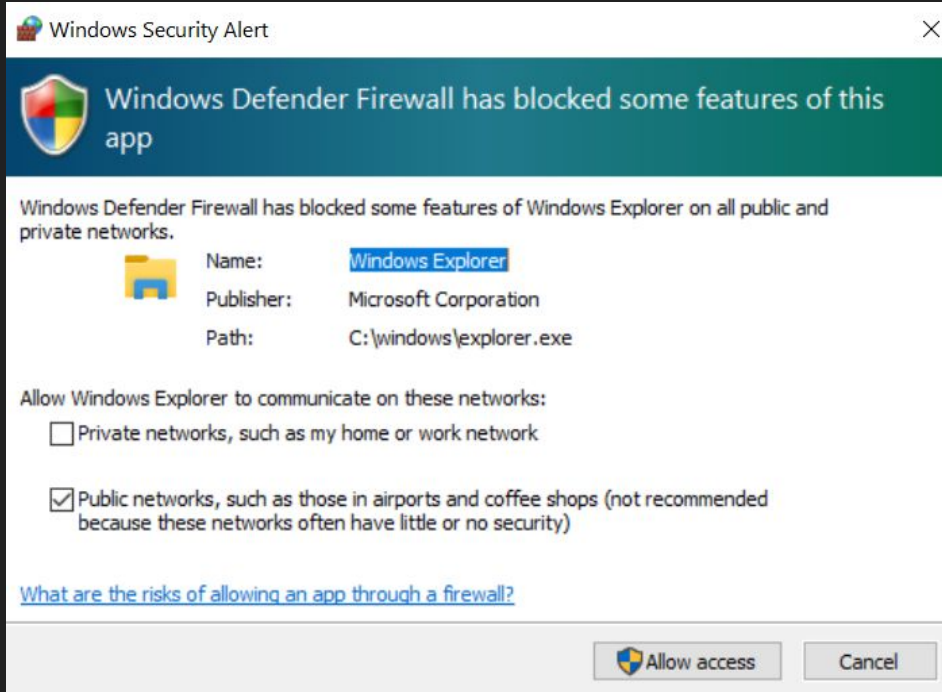 Windows Security Alert
Windows Defender Firewall has blocked some features of this
app
Windows Defender Firewall has blocked some features of Windows Explorer on all public and
private networks.
Name: Windows Explorer
Publisher: Microsoft Corporation
Path: C:\windows\explorer.exe
Allow Windows Explorer to communicate on these networks:
Private networks, such as my home or work network
Public networks, such as those in airports and coffee shops (not recommended
because these networks often have little or no security)
What are the risks of allowing an app through a firewall?
Allow access Cancel